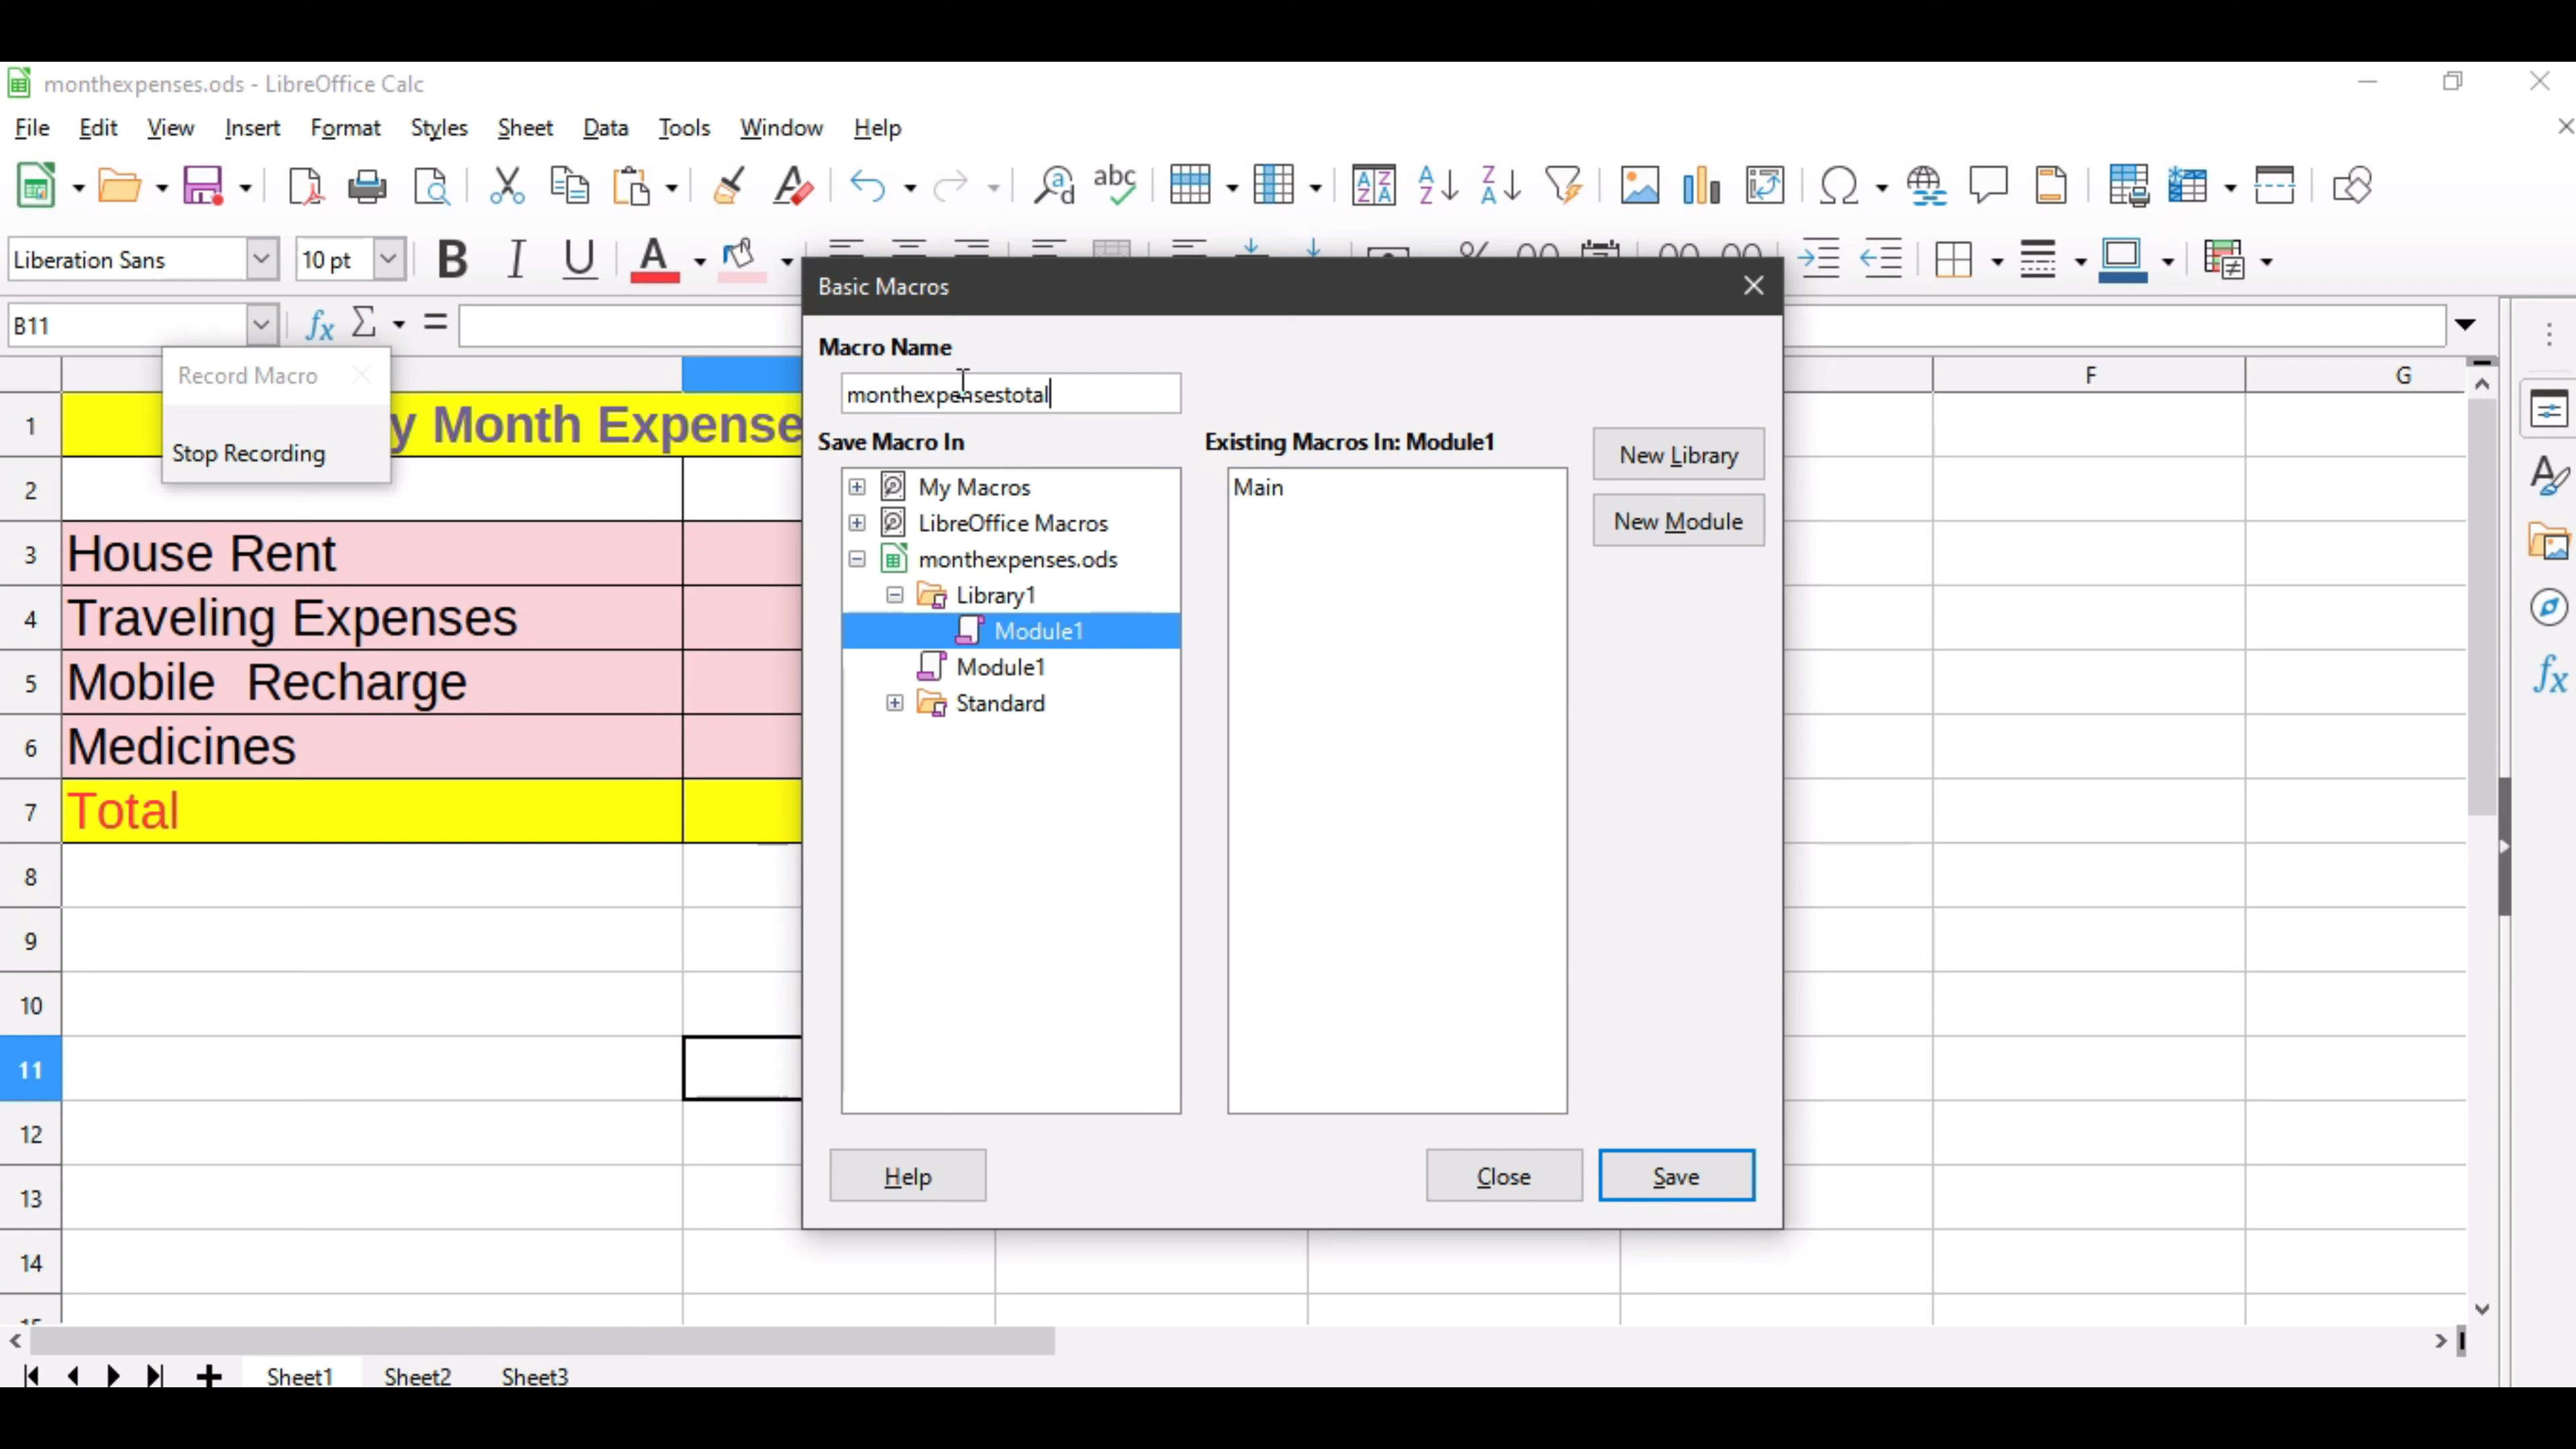 monthexpenses.ods - LibreOffice Calc
File Edit View Insert Format Styles Sheet Data Tools Window Help
Liberation Sans 10 pt B I U A
B11 fx Σ =
Basic Macros
Macro Name
monthexpensestotal
Save Macro In
Existing Macros In: Module1
My Macros
LibreOffice Macros
monthexpenses.ods
Library1
Module1
Module1
Standard
Main
New Library
New Module
Help
Close
Save
Record Macro
Stop Recording
F G
1 y Month Expense
2
3 House Rent
4 Traveling Expenses
5 Mobile Recharge
6 Medicines
7 Total
8
9
10
11
12
13
14
15
Sheet1 Sheet2 Sheet3